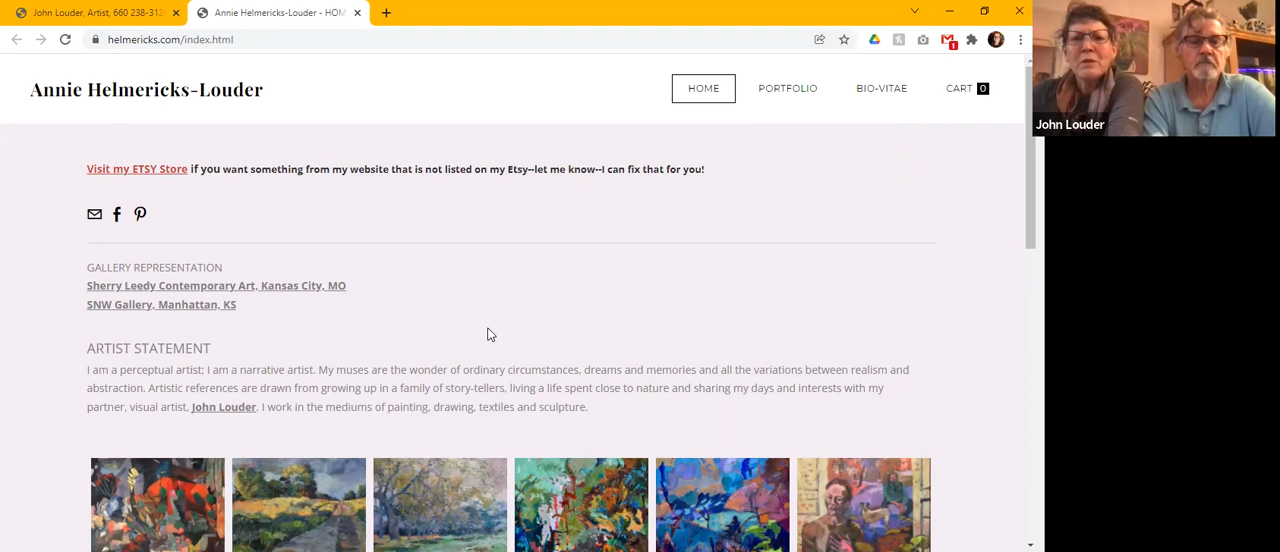 John Louder, Artist, 660 238-312
Annie Helmericks-Louder - HOM
helmericks.com/index.html
1
Annie Helmericks-Louder
HOME
PORTFOLIO
BIO-VITAE
CART 0
John Louder
Visit my ETSY Store if you want something from my website that is not listed on my Etsy--let me know--I can fix that for you!
GALLERY REPRESENTATION
Sherry Leedy Contemporary Art, Kansas City, MO
SNW Gallery, Manhattan, KS
ARTIST STATEMENT
I am a perceptual artist; I am a narrative artist. My muses are the wonder of ordinary circumstances, dreams and memories and all the variations between realism and
abstraction. Artistic references are drawn from growing up in a family of story-tellers, living a life spent close to nature and sharing my days and interests with my
partner, visual artist, John Louder. I work in the mediums of painting, drawing, textiles and sculpture.